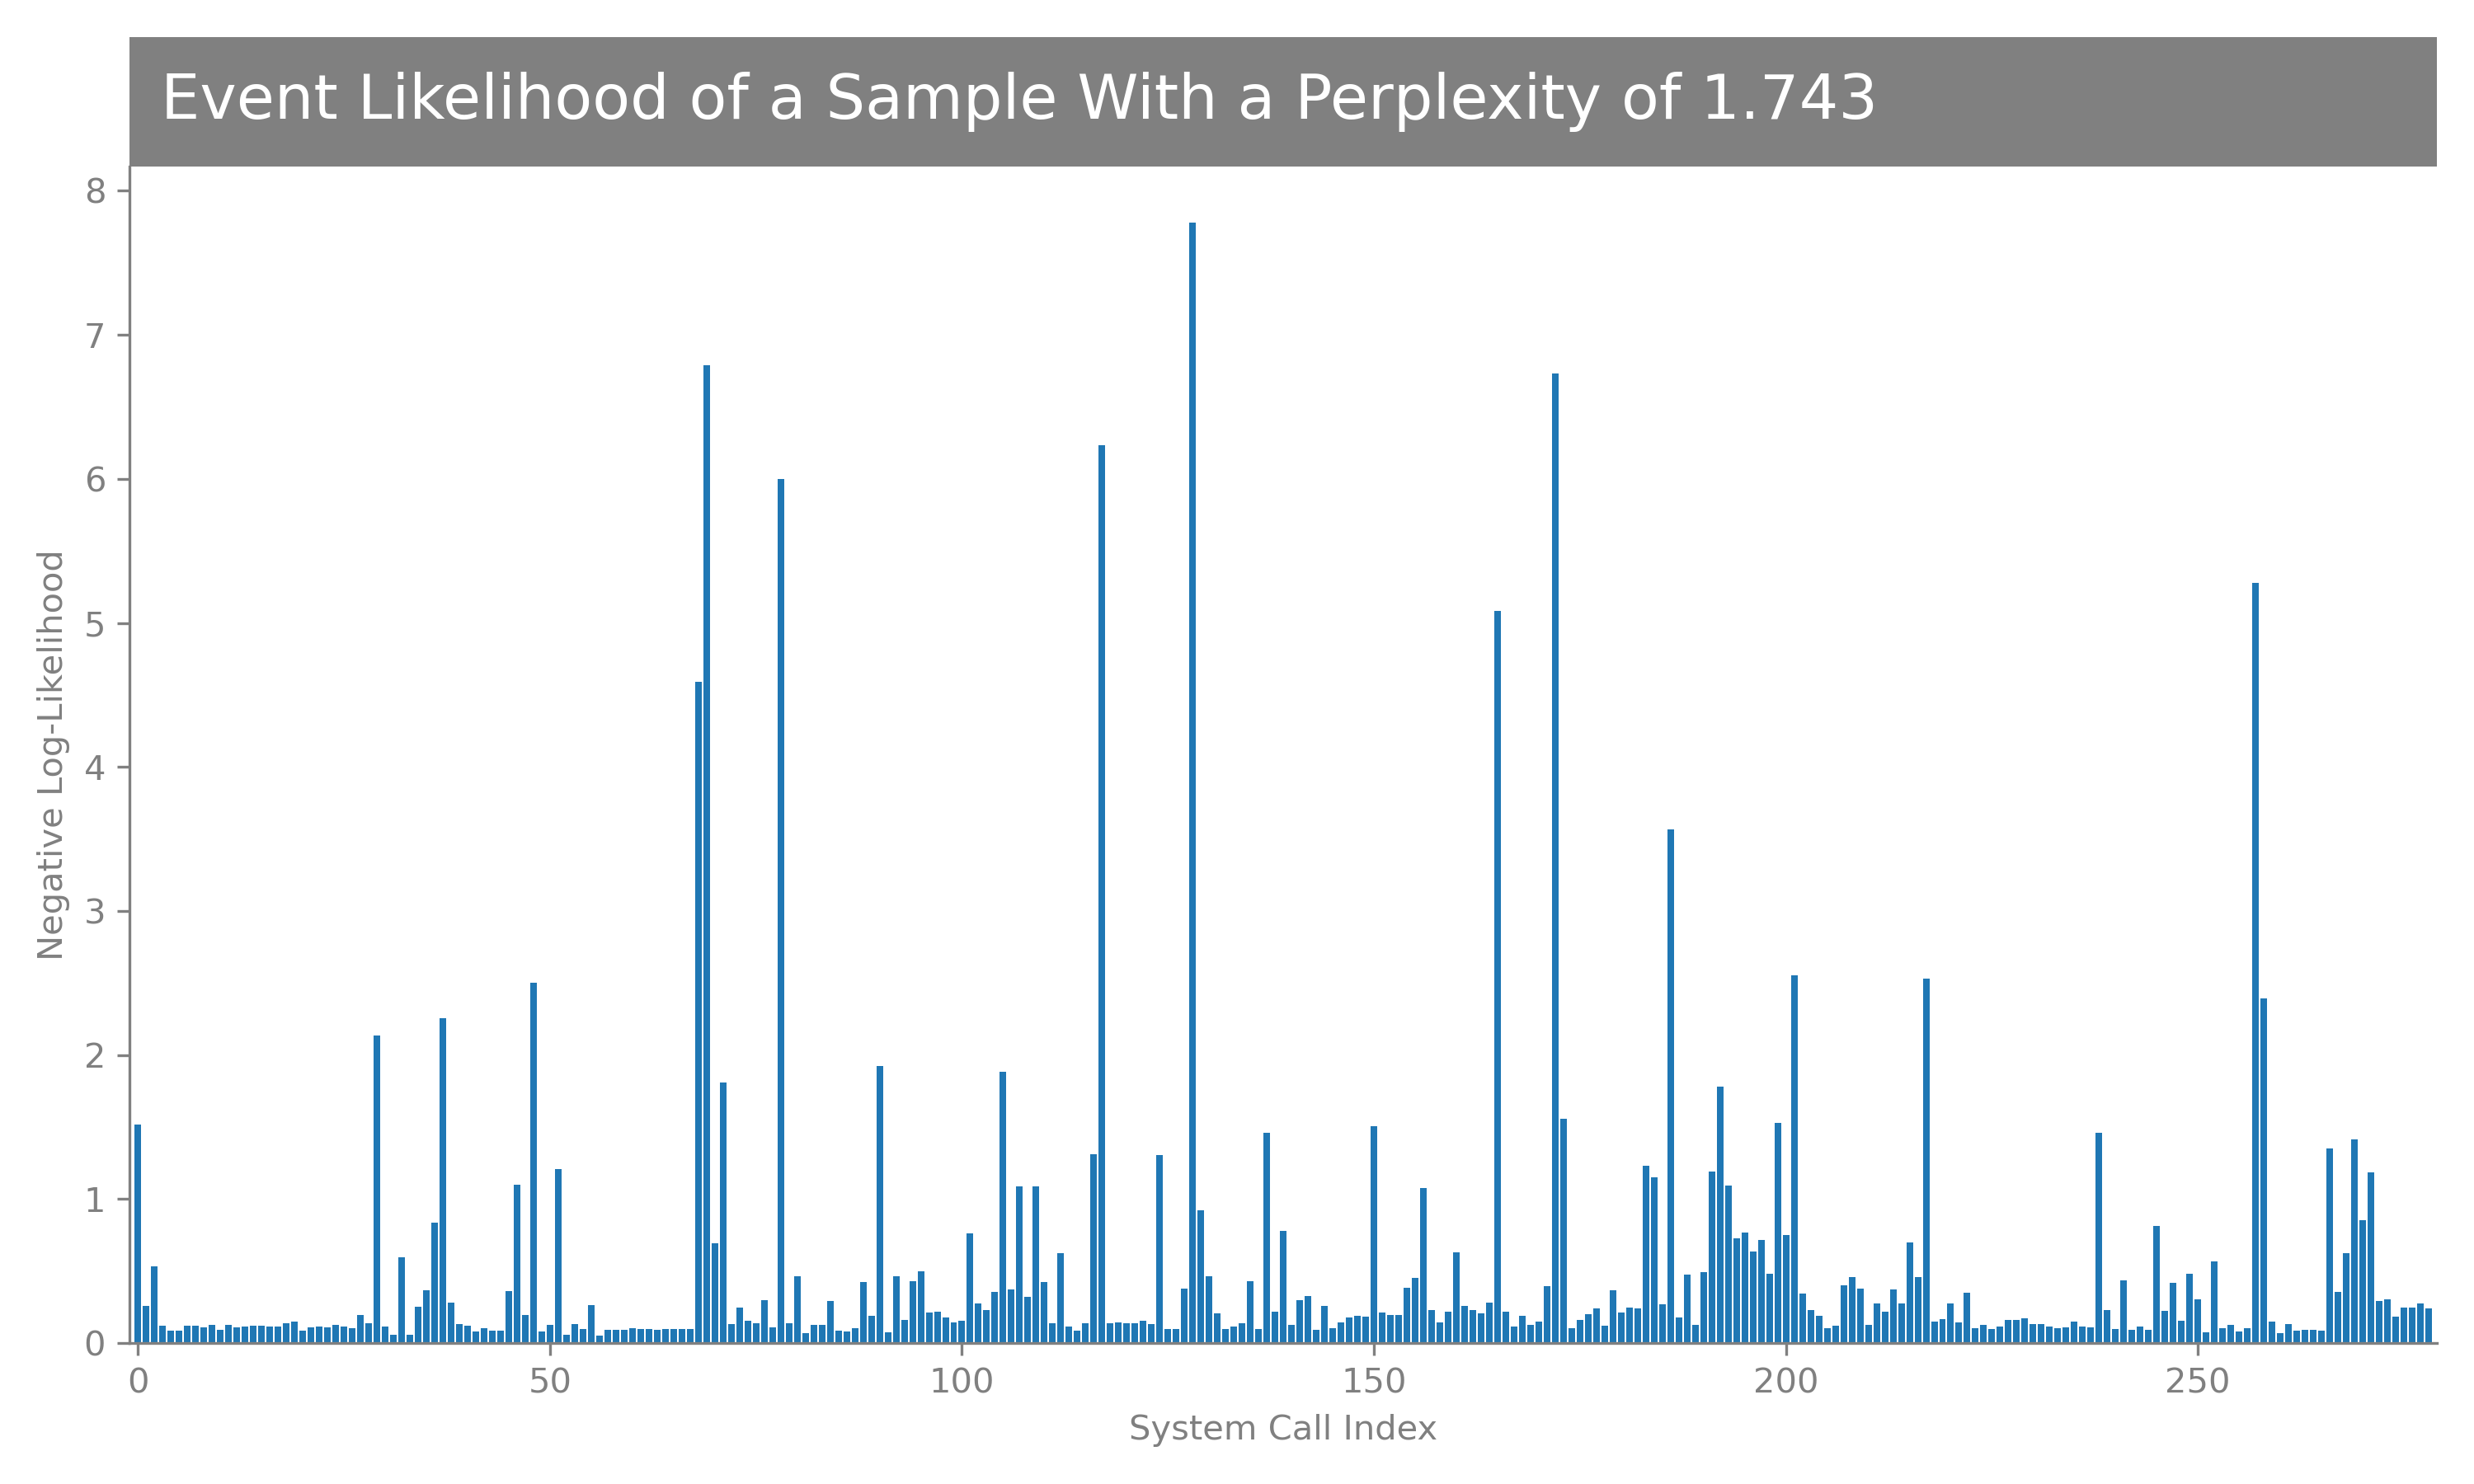 Event Likelihood of a Sample With a Perplexity of 1.743
8
7
6
5
4
3
2
1
0
Negative Log-Likelihood
0 50 100 150 200 250
System Call Index